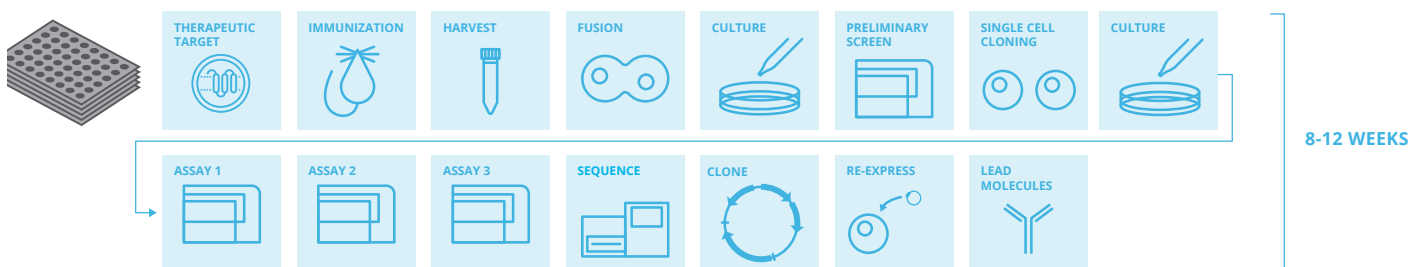 THERAPEUTIC
TARGET
IMMUNIZATION
HARVEST
FUSION
CULTURE
PRELIMINARY
SCREEN
SINGLE CELL
CLONING
CULTURE
8-12 WEEKS
ASSAY 1
ASSAY 2
ASSAY 3
SEQUENCE
CLONE
RE-EXPRESS
LEAD
MOLECULES